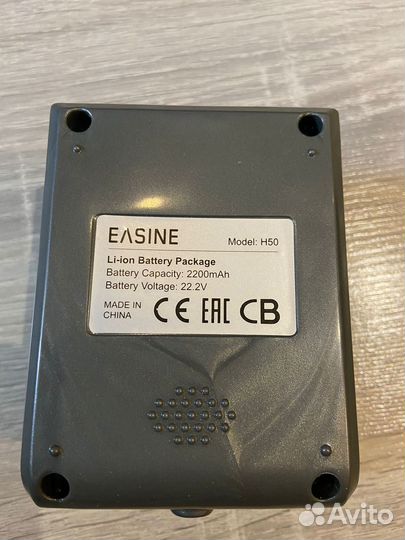 EASINE
Model: H50
Li-ion Battery Package
Battery Capacity: 2200mAh
Battery Voltage: 22.2V
MADE IN
CHINA
CE EAC CB
Avito